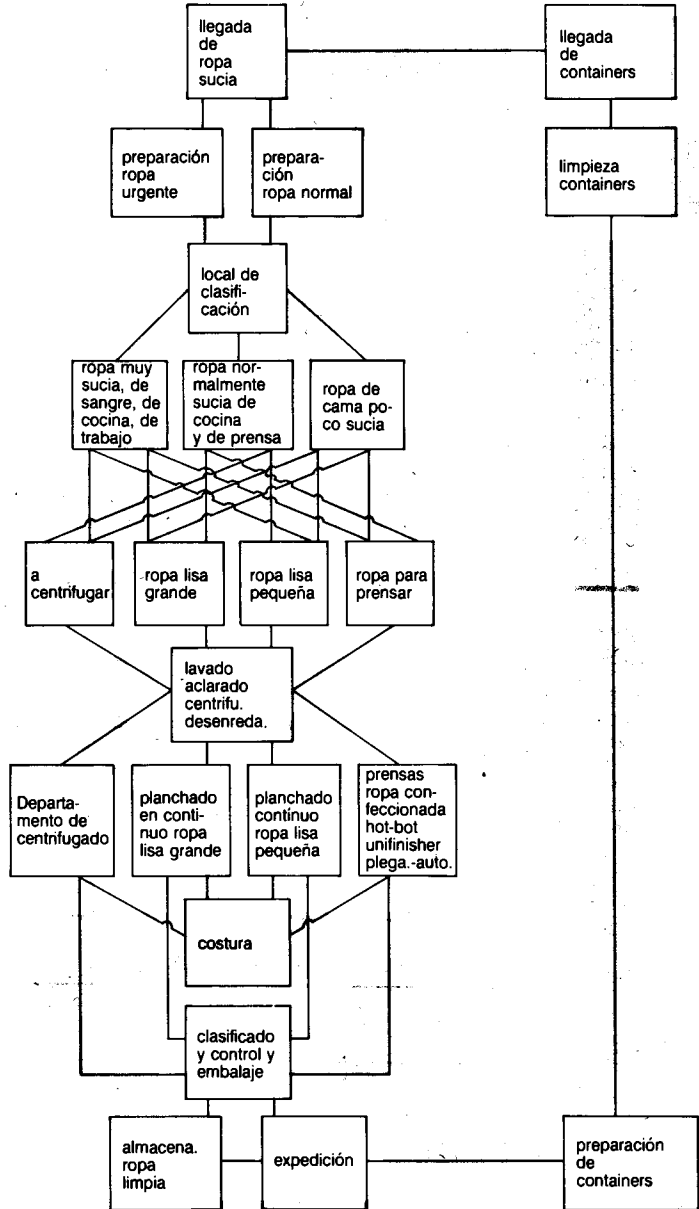 llegada
de
ropa
sucia
llegada
de
containers
preparación
ropa
urgente
prepara-
ción
ropa normal
limpieza
containers
local de
clasifi-
cación
ropa muy
sucia, de
sangre, de
cocina, de
trabajo
ropa nor-
malmente
sucia de
cocina
y de prensa
ropa de
cama po-
co sucia
a
centrifugar
ropa lisa
grande
ropa lisa
pequeña
ropa para
prensar
lavado
aclarado
centrifu.
desenreda.
Departa-
mento de
centrifugado
planchado
en conti-
nuo ropa
lisa grande
planchado
contínuo
ropa lisa
pequeña
prensas
ropa con-
feccionada
hot-bot
unifinisher
plega.-auto.
costura
clasificado
y control y
embalaje
almacena.
ropa
limpia
expedición
preparación
de
containers